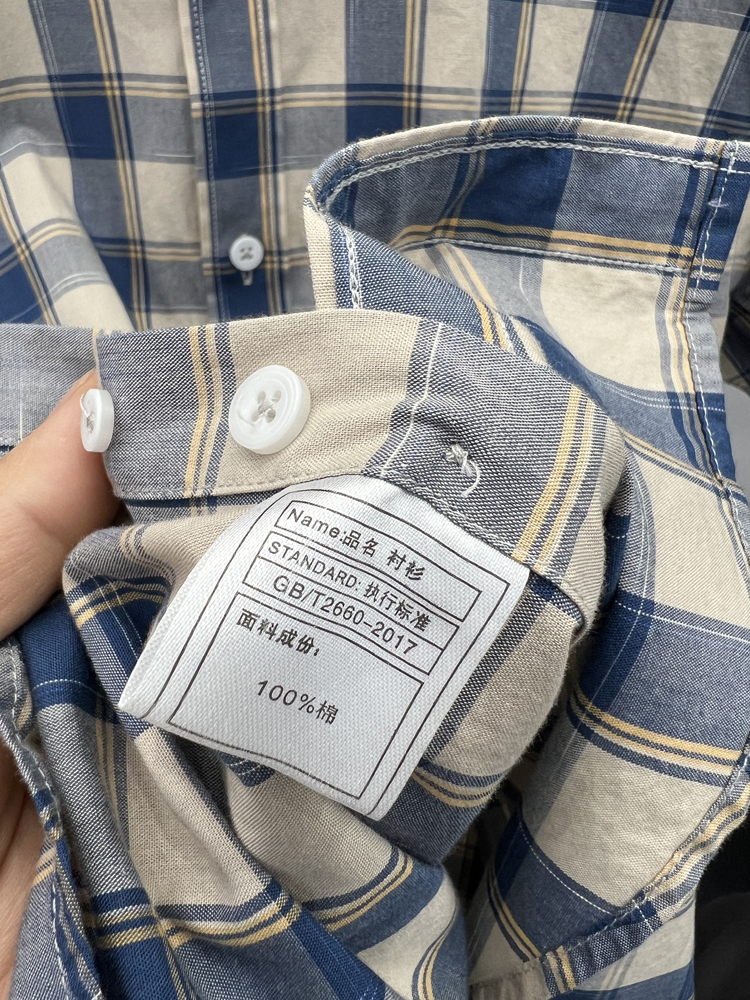 Name:品名 衬衫
STANDARD: 执行标准
GB/T2660-2017
面料成份：
100%棉